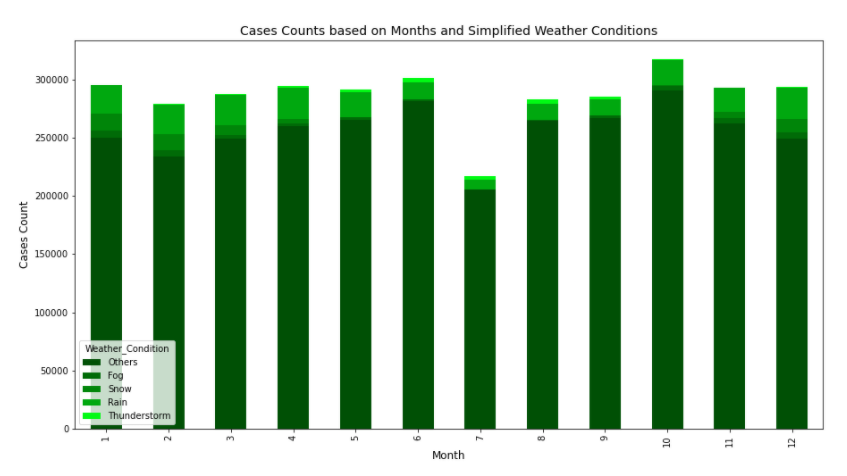 Cases Counts based on Months and Simplified Weather Conditions
Cases Count
300000
250000
200000
150000
100000
50000
0
Weather_Condition
Others
Fog
Snow
Rain
Thunderstorm
1 2 3 4 5 6 7 8 9 10 11 12
Month